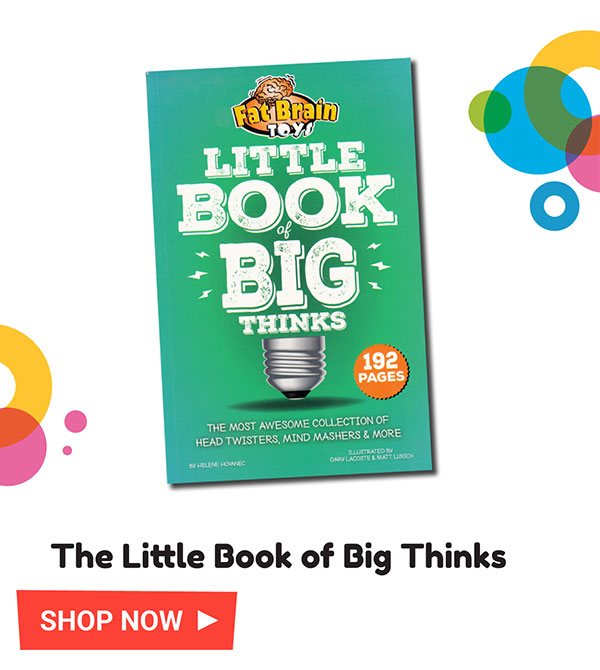 Fat Brain
TOYS
LITTLE
BOOK
of
BIG
THINKS
192
PAGES
THE MOST AWESOME COLLECTION OF
HEAD TWISTERS, MIND MASHERS & MORE
BY HELENE HOVANEC
ILLUSTRATED BY
GARY LACOSTE & MATT LUXICH
The Little Book of Big Thinks
SHOP NOW